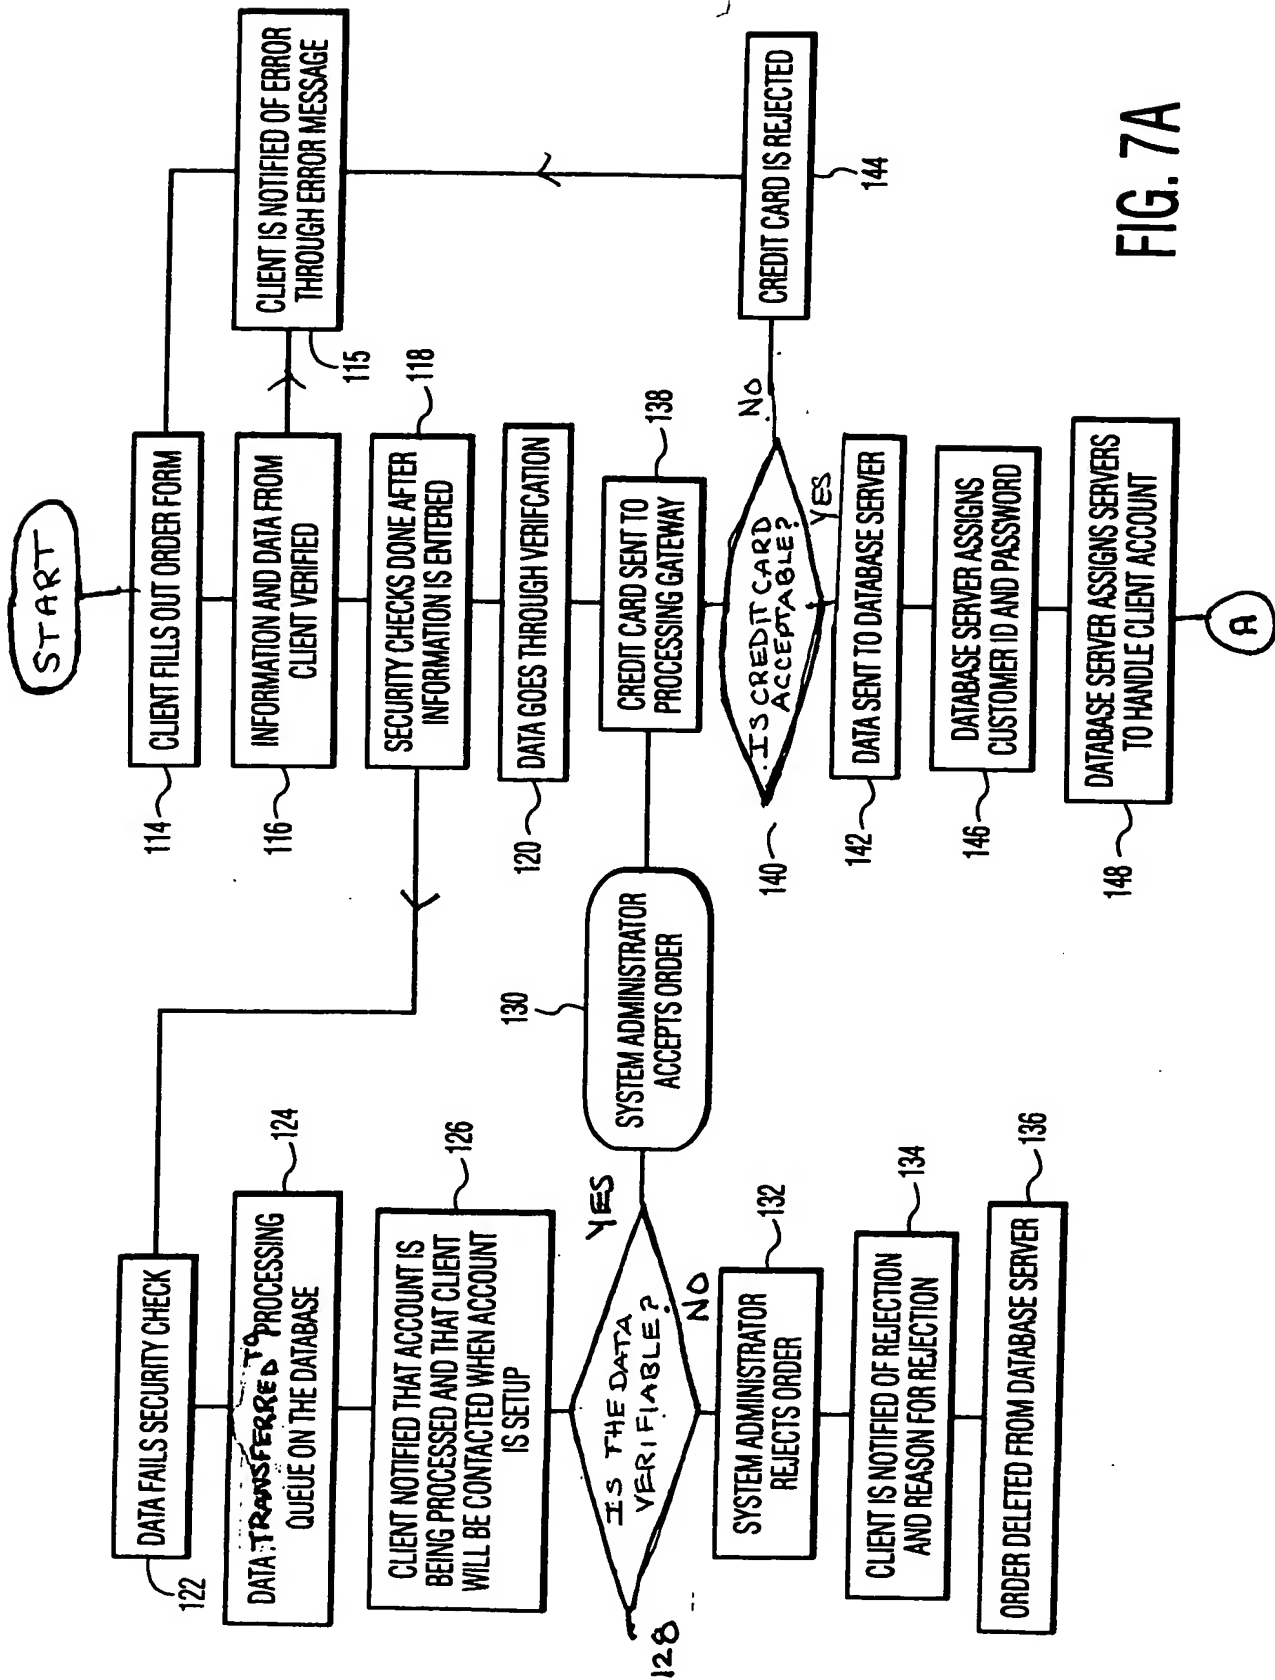 START
CLIENT FILLS OUT ORDER FORM
114
INFORMATION AND DATA FROM
CLIENT VERIFIED
116
CLIENT IS NOTIFIED OF ERROR
THROUGH ERROR MESSAGE
115
SECURITY CHECKS DONE AFTER
INFORMATION IS ENTERED
118
DATA GOES THROUGH VERIFCATION
120
CREDIT CARD SENT TO
PROCESSING GATEWAY
138
IS CREDIT CARD
ACCEPTABLE?
140
NO
CREDIT CARD IS REJECTED
144
YES
DATA SENT TO DATABASE SERVER
142
DATABASE SERVER ASSIGNS
CUSTOMER ID AND PASSWORD
146
DATABASE SERVER ASSIGNS SERVERS
TO HANDLE CLIENT ACCOUNT
148
A
DATA FAILS SECURITY CHECK
122
DATA TRANSFERRED TO PROCESSING
QUEUE ON THE DATABASE
124
CLIENT NOTIFIED THAT ACCOUNT IS
BEING PROCESSED AND THAT CLIENT
WILL BE CONTACTED WHEN ACCOUNT
IS SETUP
126
IS THE DATA
VERIFIABLE?
128
YES
SYSTEM ADMINISTRATOR
ACCEPTS ORDER
130
NO
SYSTEM ADMINISTRATOR
REJECTS ORDER
132
CLIENT IS NOTIFIED OF REJECTION
AND REASON FOR REJECTION
134
ORDER DELETED FROM DATABASE SERVER
136
FIG. 7A